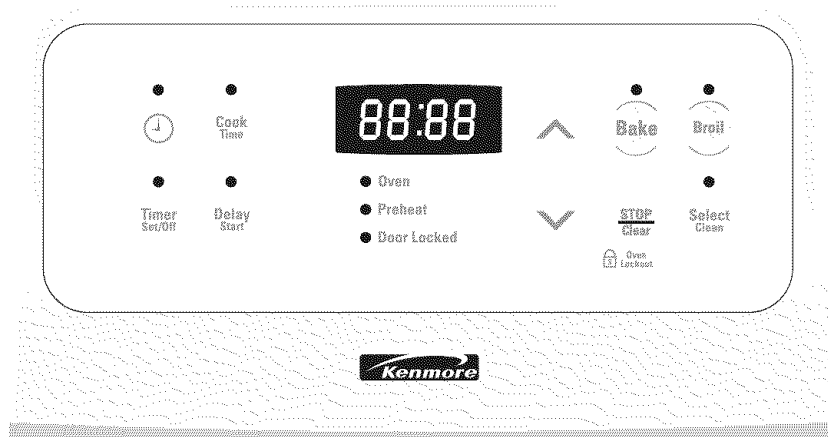 88:88
Cook
Time
Bake
Broil
Timer
Set/Off
Delay
Start
Oven
Preheat
Door Locked
STOP
Clear
Select
Clean
Oven
Lockout
Kenmore